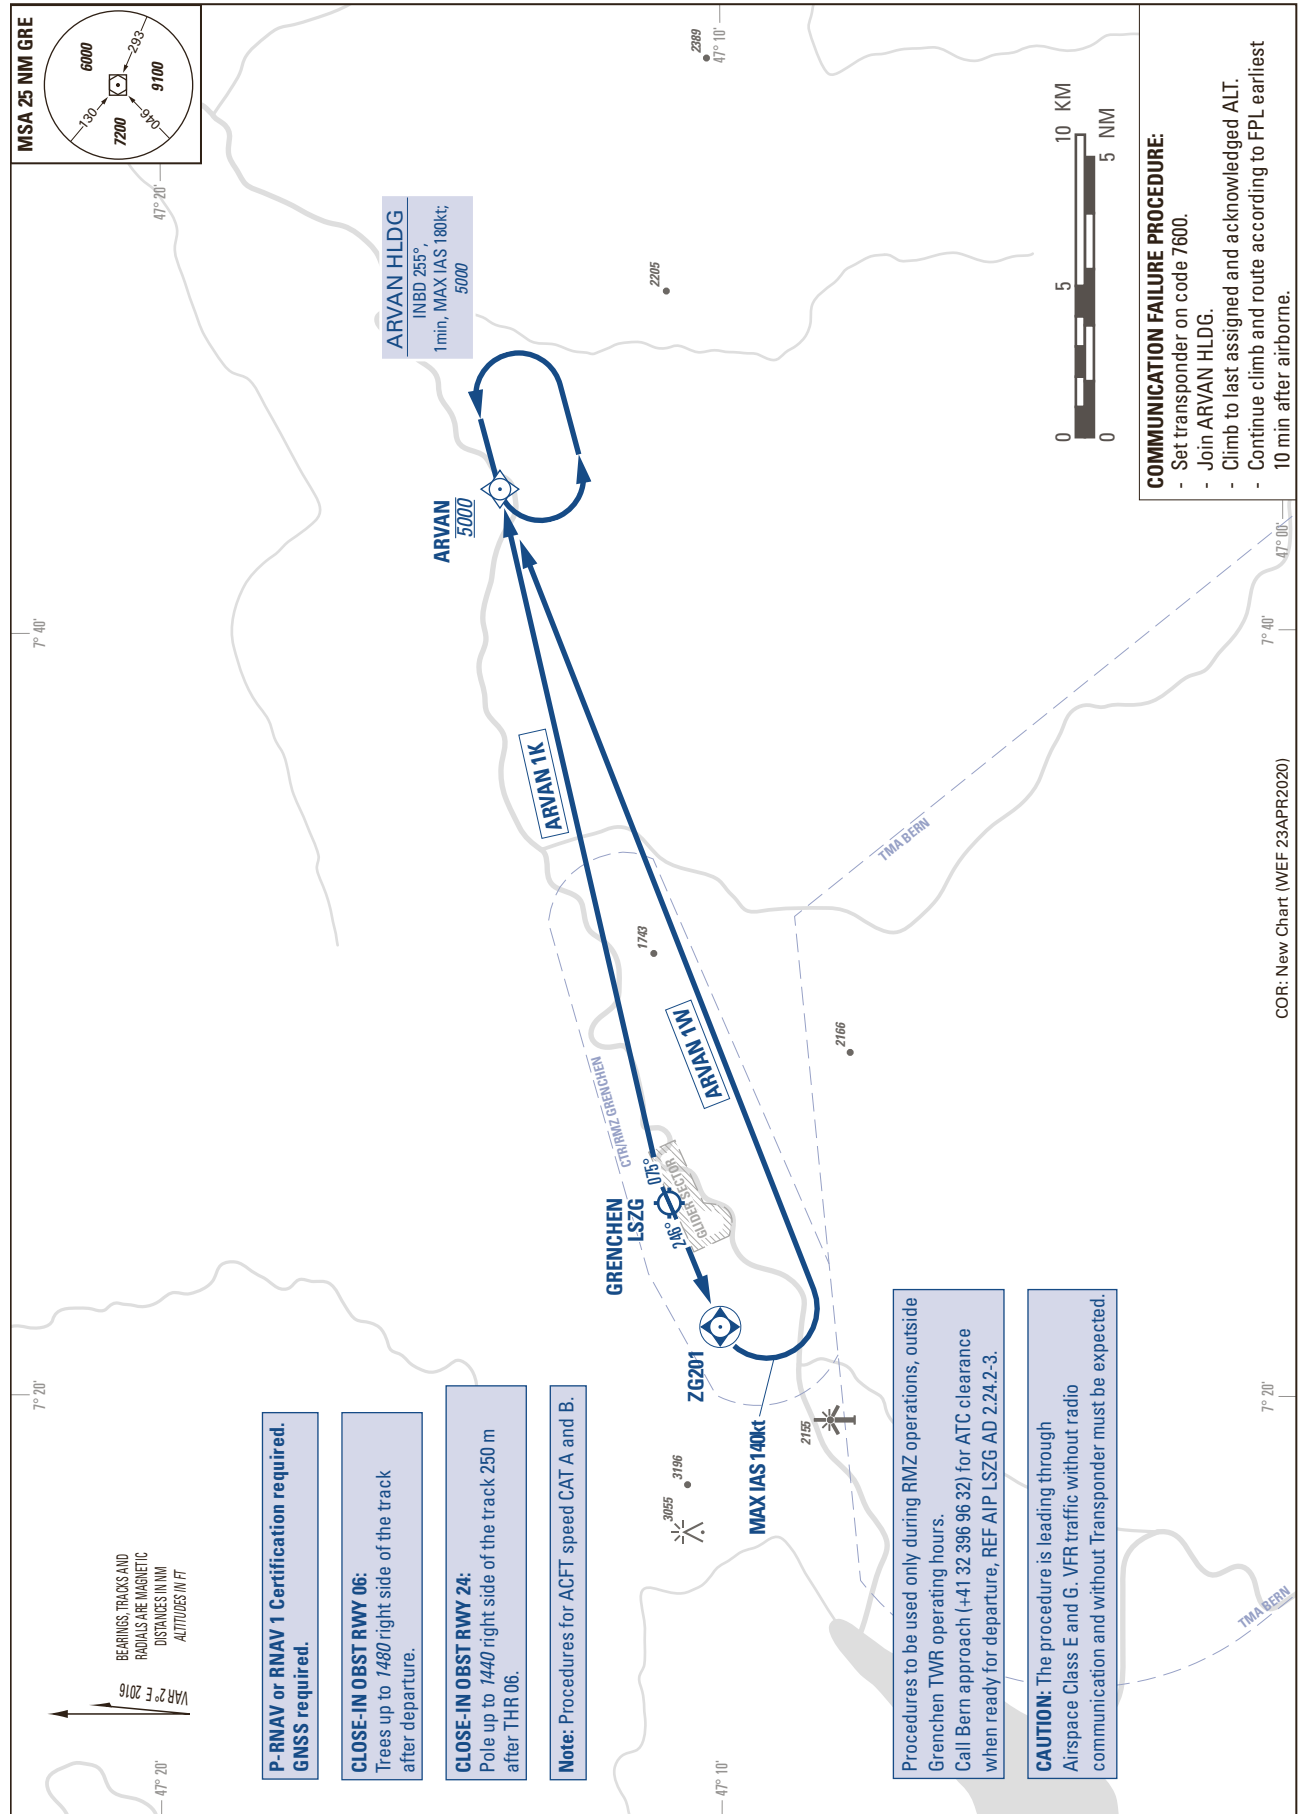 BEARINGS, TRACKS AND
RADIALS ARE MAGNETIC
DISTANCES IN NM
ALTITUDES IN FT
VAR 2° E 2016
7° 20'
7° 40'
MSA 25 NM GRE
130
6000
293
7200
046
9100
47° 20'
47° 20'
P-RNAV or RNAV 1 Certification required.
GNSS required.
CLOSE-IN OBST RWY 06:
Trees up to 1480 right side of the track
after departure.
CLOSE-IN OBST RWY 24:
Pole up to 1440 right side of the track 250 m
after THR 06.
Note: Procedures for ACFT speed CAT A and B.
ARVAN HLDG
INBD 255°,
1min, MAX IAS 180kt;
5000
ARVAN
5000
ARVAN 1K
CTR/RMZ GRENCHEN
GRENCHEN
LSZG
075°
246°
GLIDER SECTOR
ZG201
ARVAN 1W
MAX IAS 140kt
3055
3196
2155
1743
2166
2205
2389
47° 10'
47° 10'
TMA BERN
TMA BERN
Procedures to be used only during RMZ operations, outside
Grenchen TWR operating hours.
Call Bern approach (+41 32 396 96 32) for ATC clearance
when ready for departure, REF AIP LSZG AD 2.24.2-3.
CAUTION: The procedure is leading through
Airspace Class E and G. VFR traffic without radio
communication and without Transponder must be expected.
0 5 10 KM
0 5 NM
COMMUNICATION FAILURE PROCEDURE:
- Set transponder on code 7600.
- Join ARVAN HLDG.
- Climb to last assigned and acknowledged ALT.
- Continue climb and route according to FPL earliest
10 min after airborne.
7° 20'
7° 40'
47° 00'
COR: New Chart (WEF 23APR2020)